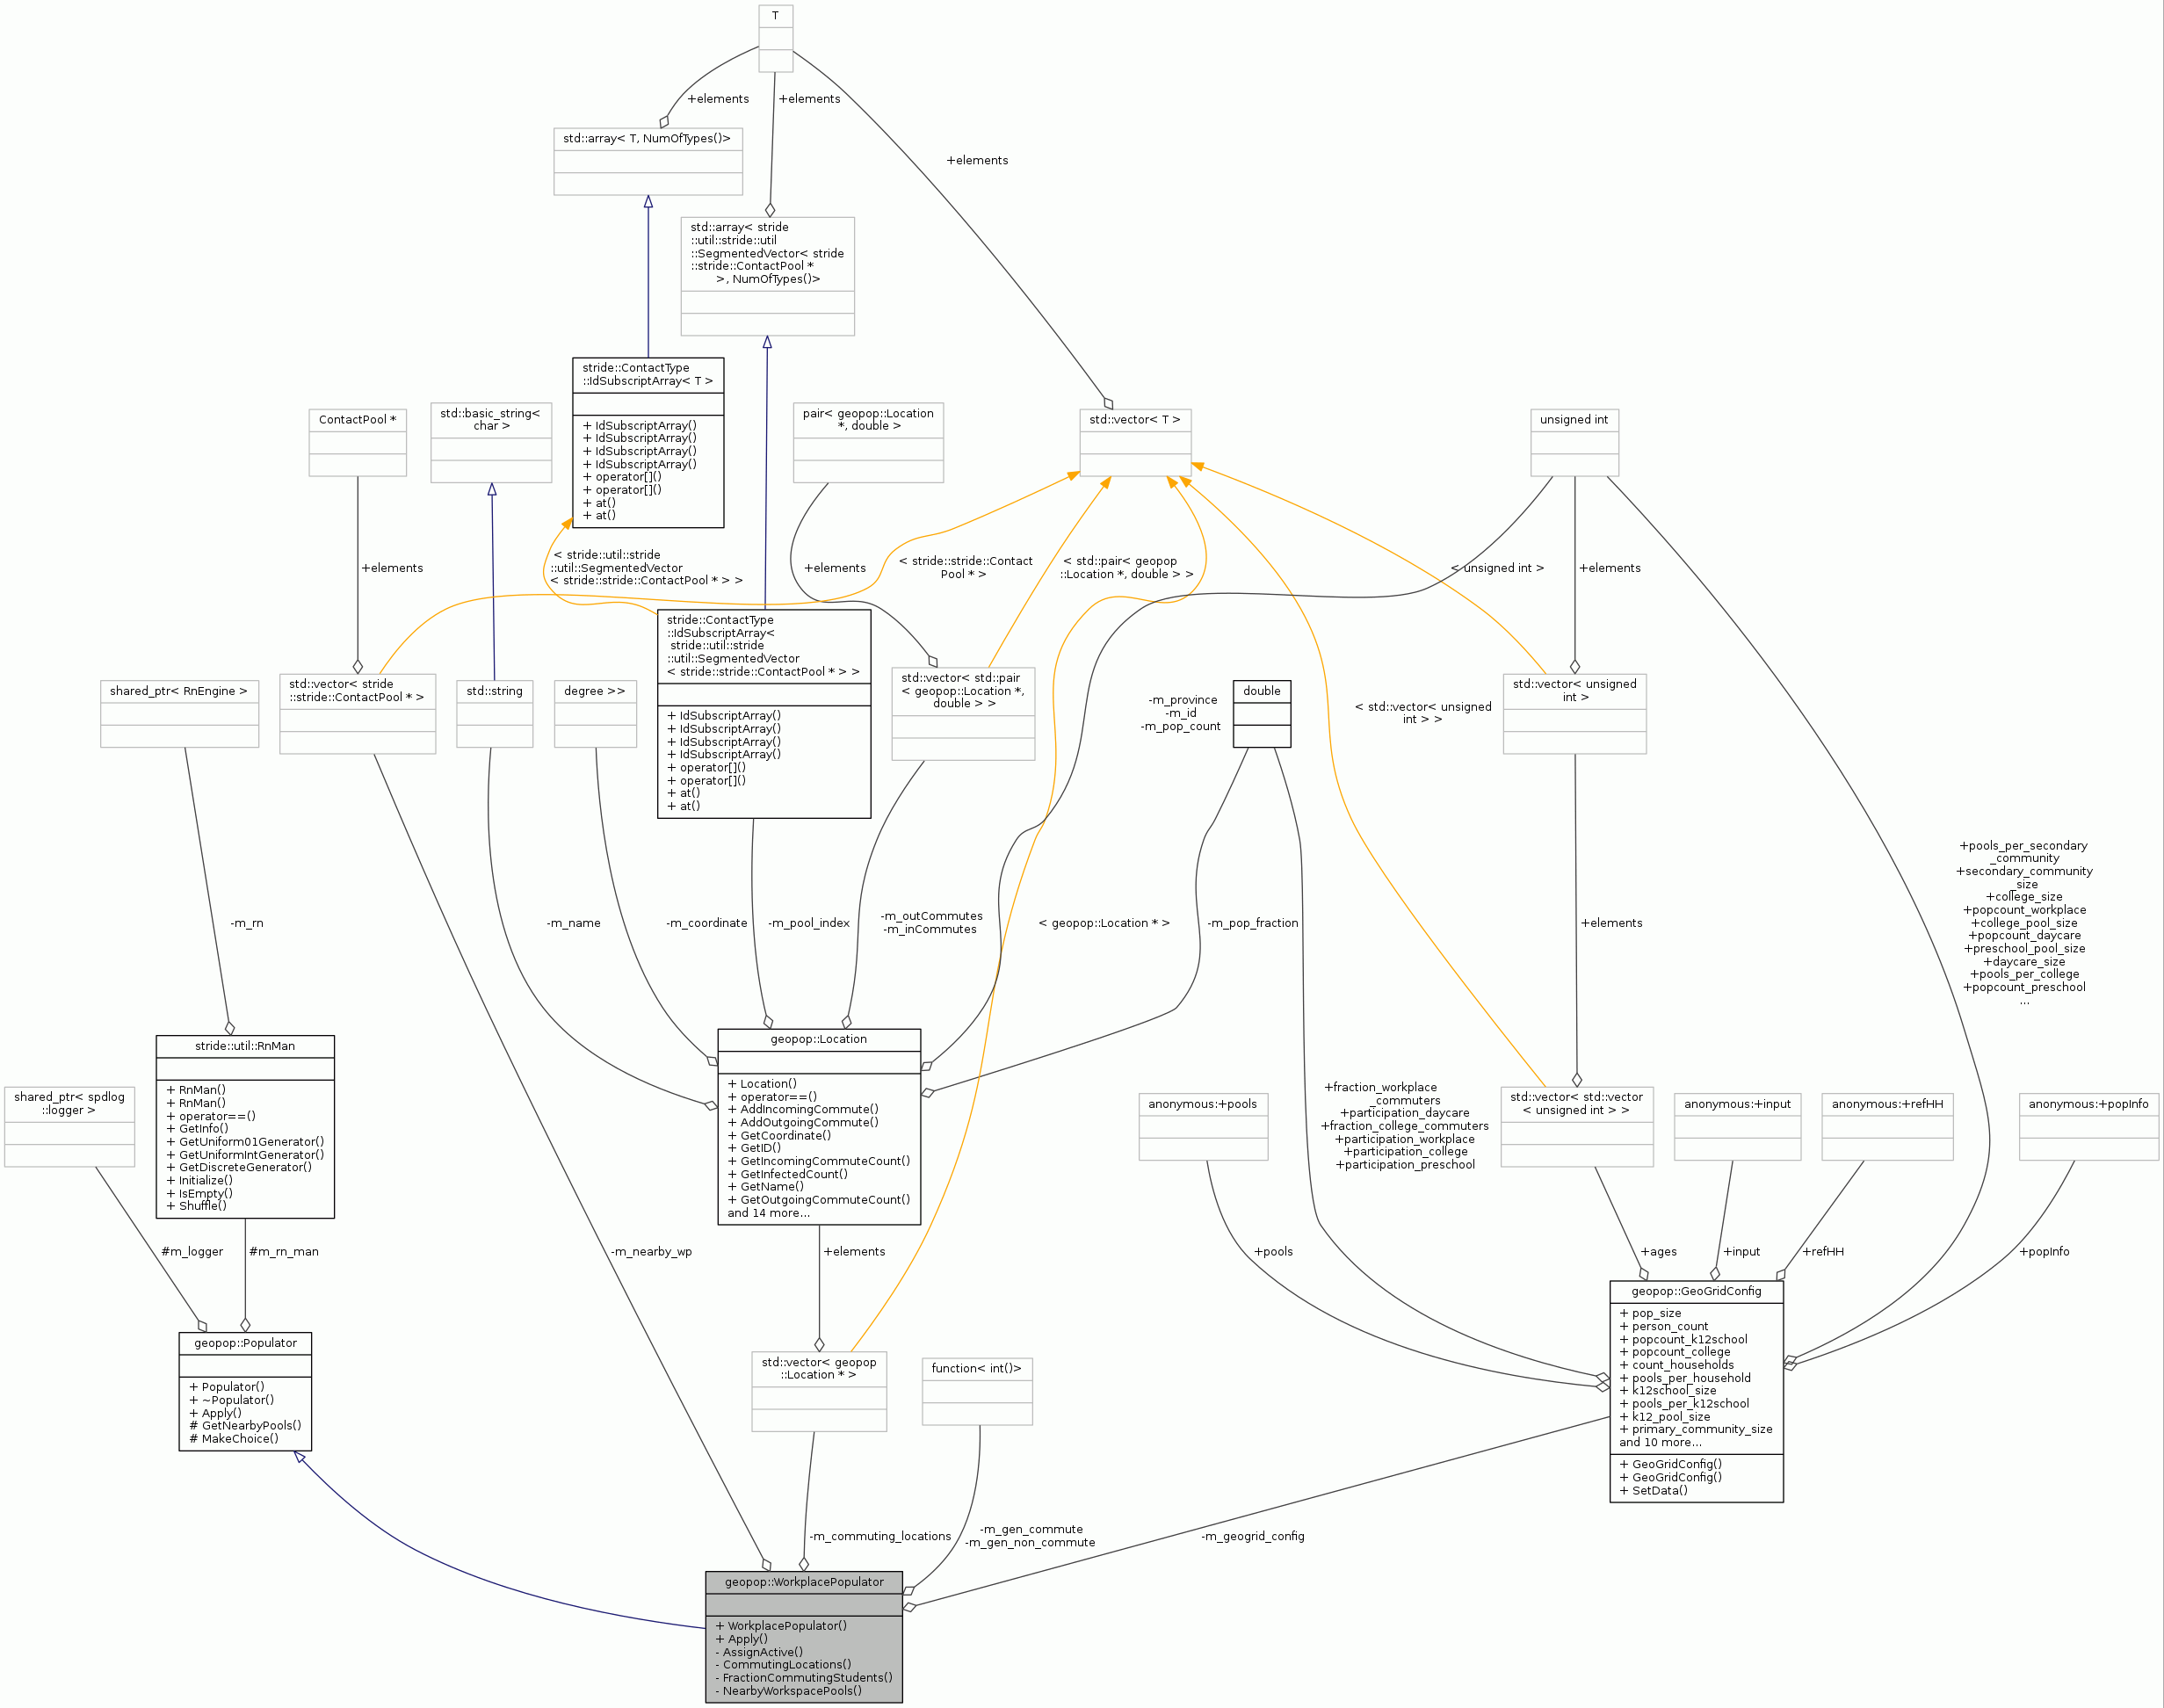 T
+elements
+elements
std::array< T, NumOfTypes()>
+elements
std::array< stride
::util::stride::util
::SegmentedVector< stride
::stride::ContactPool *
>, NumOfTypes()>
stride::ContactType
::IdSubscriptArray< T >
+ IdSubscriptArray()
+ IdSubscriptArray()
+ IdSubscriptArray()
+ IdSubscriptArray()
+ operator[]()
+ operator[]()
+ at()
+ at()
ContactPool *
std::basic_string<
char >
pair< geopop::Location
*, double >
std::vector< T >
unsigned int
+elements
< stride::util::stride
::util::SegmentedVector
< stride::stride::ContactPool * > >
+elements
< stride::stride::Contact
Pool * >
< std::pair< geopop
::Location *, double > >
< unsigned int >
+elements
shared_ptr< RnEngine >
std::vector< stride
::stride::ContactPool * >
std::string
degree >>
stride::ContactType
::IdSubscriptArray<
stride::util::stride
::util::SegmentedVector
< stride::stride::ContactPool * > >
+ IdSubscriptArray()
+ IdSubscriptArray()
+ IdSubscriptArray()
+ IdSubscriptArray()
+ operator[]()
+ operator[]()
+ at()
+ at()
std::vector< std::pair
< geopop::Location *,
double > >
-m_province
-m_id
-m_pop_count
double
< std::vector< unsigned
int > >
std::vector< unsigned
int >
-m_rn
-m_name
-m_coordinate
-m_pool_index
-m_outCommutes
-m_inCommutes
< geopop::Location * >
-m_pop_fraction
+elements
+pools_per_secondary
_community
+secondary_community
_size
+college_size
+popcount_workplace
+college_pool_size
+popcount_daycare
+preschool_pool_size
+daycare_size
+pools_per_college
+popcount_preschool
...
shared_ptr< spdlog
::logger >
stride::util::RnMan
+ RnMan()
+ RnMan()
+ operator==()
+ GetInfo()
+ GetUniform01Generator()
+ GetUniformIntGenerator()
+ GetDiscreteGenerator()
+ Initialize()
+ IsEmpty()
+ Shuffle()
geopop::Location
+ Location()
+ operator==()
+ AddIncomingCommute()
+ AddOutgoingCommute()
+ GetCoordinate()
+ GetID()
+ GetIncomingCommuteCount()
+ GetInfectedCount()
+ GetName()
+ GetOutgoingCommuteCount()
and 14 more...
anonymous:+pools
+fraction_workplace
_commuters
+participation_daycare
+fraction_college_commuters
+participation_workplace
+participation_college
+participation_preschool
std::vector< std::vector
< unsigned int > >
anonymous:+input
anonymous:+refHH
anonymous:+popInfo
#m_logger
#m_rn_man
-m_nearby_wp
+elements
+pools
+ages
+input
+refHH
+popInfo
geopop::Populator
+ Populator()
+ ~Populator()
+ Apply()
# GetNearbyPools()
# MakeChoice()
std::vector< geopop
::Location * >
function< int()>
geopop::GeoGridConfig
+ pop_size
+ person_count
+ popcount_k12school
+ popcount_college
+ count_households
+ pools_per_household
+ k12school_size
+ pools_per_k12school
+ k12_pool_size
+ primary_community_size
and 10 more...
+ GeoGridConfig()
+ GeoGridConfig()
+ SetData()
-m_commuting_locations
-m_gen_commute
-m_gen_non_commute
-m_geogrid_config
geopop::WorkplacePopulator
+ WorkplacePopulator()
+ Apply()
- AssignActive()
- CommutingLocations()
- FractionCommutingStudents()
- NearbyWorkspacePools()